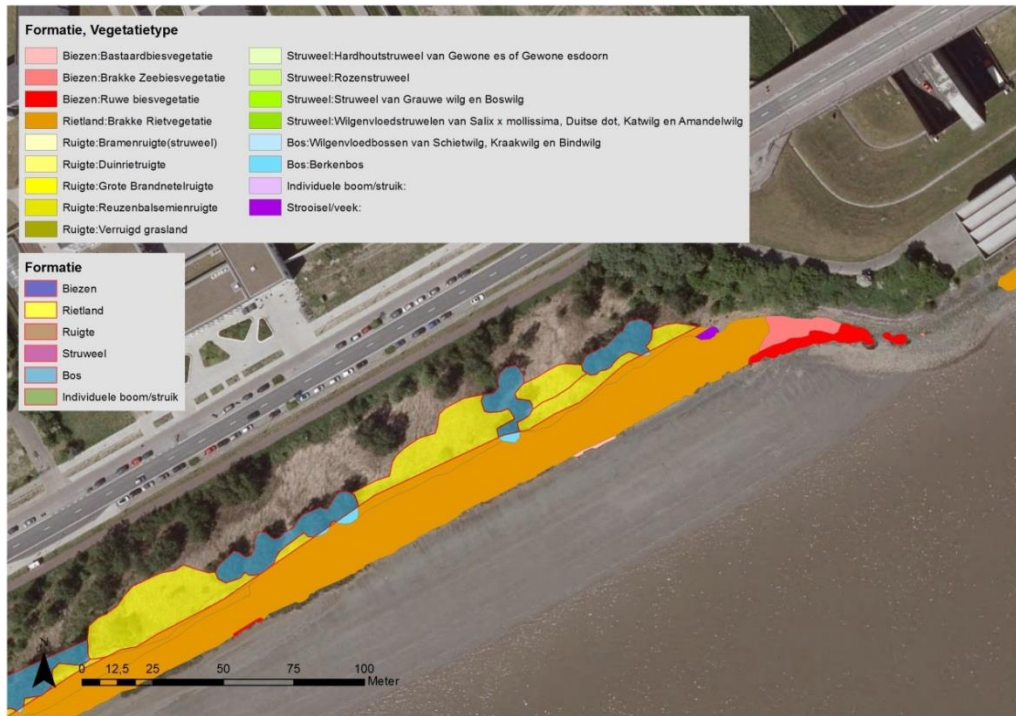 Formatie, Vegetatietype
Biezen:Bastaardbiesvegetatie
Biezen:Brakke Zeebiesvegetatie
Biezen:Ruwe biesvegetatie
Rietland:Brakke Rietvegetatie
Ruigte:Bramenruigte(struweel)
Ruigte:Duinrietruigte
Ruigte:Grote Brandnetelruigte
Ruigte:Reuzenbalsemienruigte
Ruigte:Verruigd grasland
Struweel:Hardhoutstruweel van Gewone es of Gewone esdoorn
Struweel:Rozenstruweel
Struweel:Struweel van Grauwe wilg en Boswilg
Struweel:Wilgenvloedstruwelen van Salix x mollissima, Duitse dot, Katwilg en Amandelwilg
Bos:Wilgenvloedbossen van Schietwilg, Kraakwilg en Bindwilg
Bos:Berkenbos
Individuele boom/struik:
Strooisel/veek:
Formatie
Biezen
Rietland
Ruigte
Struweel
Bos
Individuele boom/struik
N
0 12,5 25 50 75 100
Meter